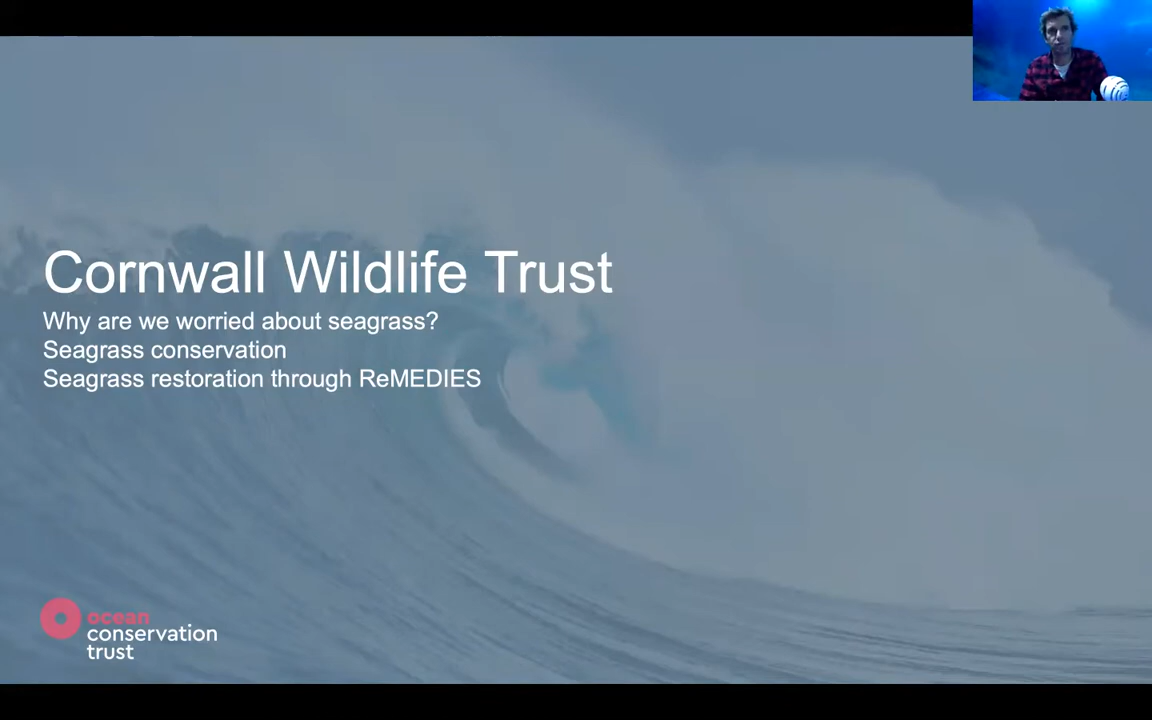 Cornwall Wildlife Trust
Why are we worried about seagrass?
Seagrass conservation
Seagrass restoration through ReMEDIES
ocean
conservation
trust